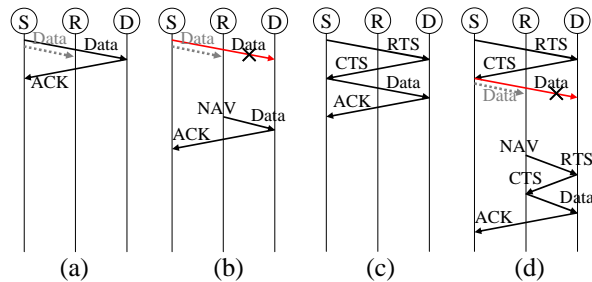 S R D S R D S R D S R D
Data Data ACK
Data Data NAV Data ACK
RTS CTS Data ACK
RTS CTS Data Data NAV RTS CTS Data ACK
(a) (b) (c) (d)